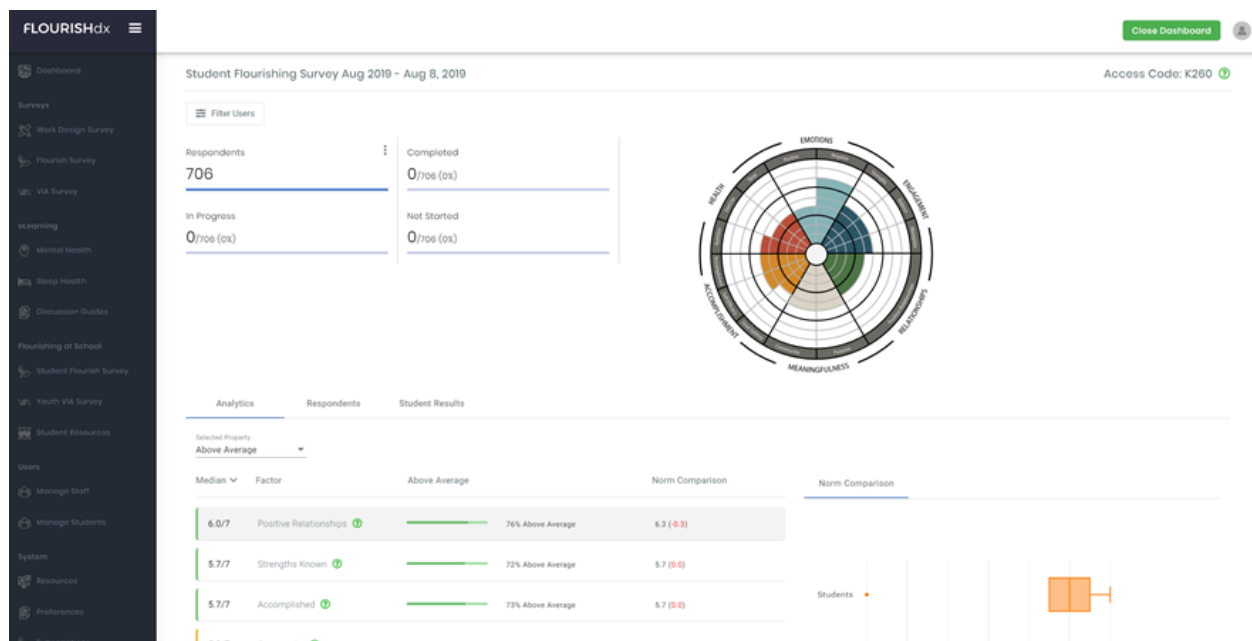 FLOURISHdx
Close Dashboard
Dashboard
Surveys
Work Design Survey
Flourish Survey
VIA Survey
eLearning
Mental Health
Sleep Health
Discussion Guides
Flourishing at School
Student Flourish Survey
Youth VIA Survey
Student Resources
Users
Manage Staff
Manage Students
System
Resources
Preferences
Student Flourishing Survey Aug 2019 - Aug 8, 2019
Access Code: K260
Filter Users
Respondents
706
Completed
0/706 (0%)
In Progress
0/706 (0%)
Not Started
0/706 (0%)
EMOTIONS
ENGAGEMENT
RELATIONSHIPS
MEANINGFULNESS
ACCOMPLISHMENT
HEALTH
Positive
Negative
Community
Purpose
Analytics Respondents Student Results
Selected Property
Above Average
Median Factor Above Average Norm Comparison
6.0/7 Positive Relationships 76% Above Average 6.3 (-0.3)
5.7/7 Strengths Known 72% Above Average 5.7 (0.0)
5.7/7 Accomplished 73% Above Average 5.7 (0.0)
Norm Comparison
Students